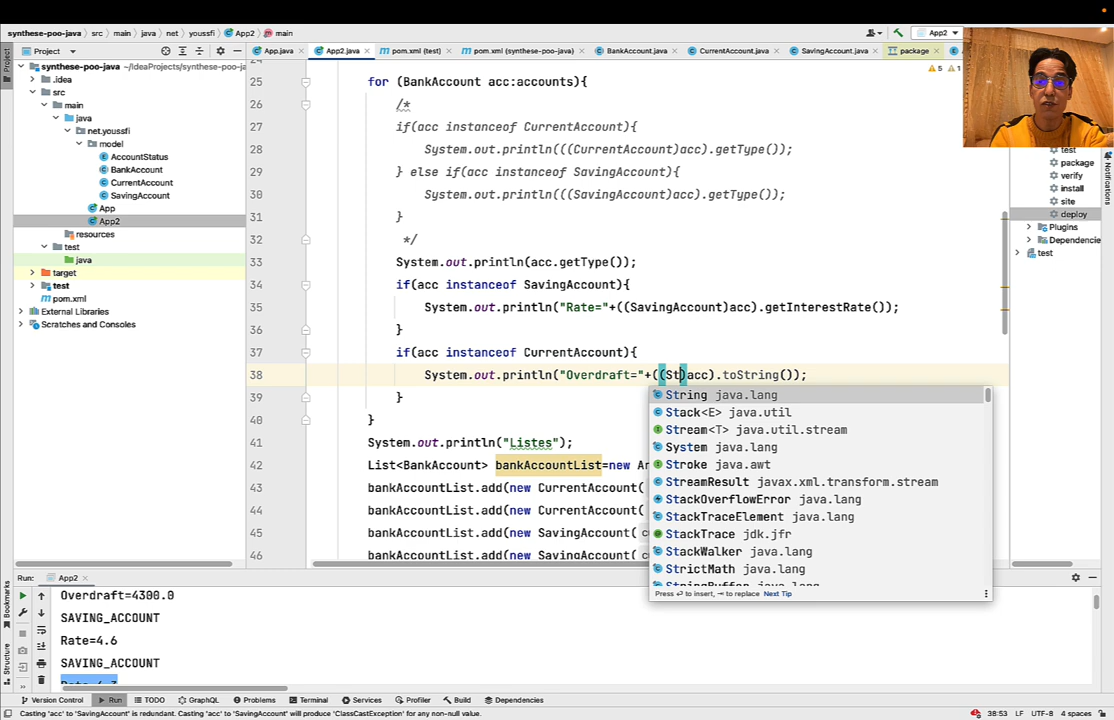 synthese-poo-java › src › main › java › net › youssfi › App2 › main
App2
Project
App.java
App2.java
pom.xml (test)
pom.xml (synthese-poo-java)
BankAccount.java
CurrentAccount.java
SavingAccount.java
package
Project
synthese-poo-java ~/IdeaProjects/synthese-poo-ja
.idea
src
main
java
net.youssfi
model
AccountStatus
BankAccount
CurrentAccount
SavingAccount
App
App2
resources
test
java
target
test
pom.xml
External Libraries
Scratches and Consoles
5 1
25 for (BankAccount acc:accounts){
26 /*
27 if(acc instanceof CurrentAccount){
28 System.out.println(((CurrentAccount)acc).getType());
29 } else if(acc instanceof SavingAccount){
30 System.out.println(((SavingAccount)acc).getType());
31 }
32 */
33 System.out.println(acc.getType());
34 if(acc instanceof SavingAccount){
35 System.out.println("Rate="+((SavingAccount)acc).getInterestRate());
36 }
37 if(acc instanceof CurrentAccount){
38 System.out.println("Overdraft="+((St)acc).toString());
39 }
40 }
41 System.out.println("Listes");
42 List<BankAccount> bankAccountList=new Ar
43 bankAccountList.add(new CurrentAccount(
44 bankAccountList.add(new CurrentAccount(
45 bankAccountList.add(new SavingAccount(
46 bankAccountList.add(new SavingAccount(
String java.lang
Stack<E> java.util
Stream<T> java.util.stream
System java.lang
Stroke java.awt
StreamResult javax.xml.transform.stream
StackOverflowError java.lang
StackTraceElement java.lang
StackTrace jdk.jfr
StackWalker java.lang
StrictMath java.lang
StringBuffer java.lang
Press ⏎ to insert, ⇥ to replace Next Tip
test
package
verify
install
site
deploy
Plugins
Dependencie
test
Notifications
Run: App2
Overdraft=4300.0
SAVING_ACCOUNT
Rate=4.6
SAVING_ACCOUNT
Bookmarks
Structure
Version Control
Run
TODO
GraphQL
Problems
Terminal
Services
Profiler
Build
Dependencies
Casting 'acc' to 'SavingAccount' is redundant. Casting 'acc' to 'SavingAccount' will produce 'ClassCastException' for any non-null value.
38:53 LF UTF-8 4 spaces